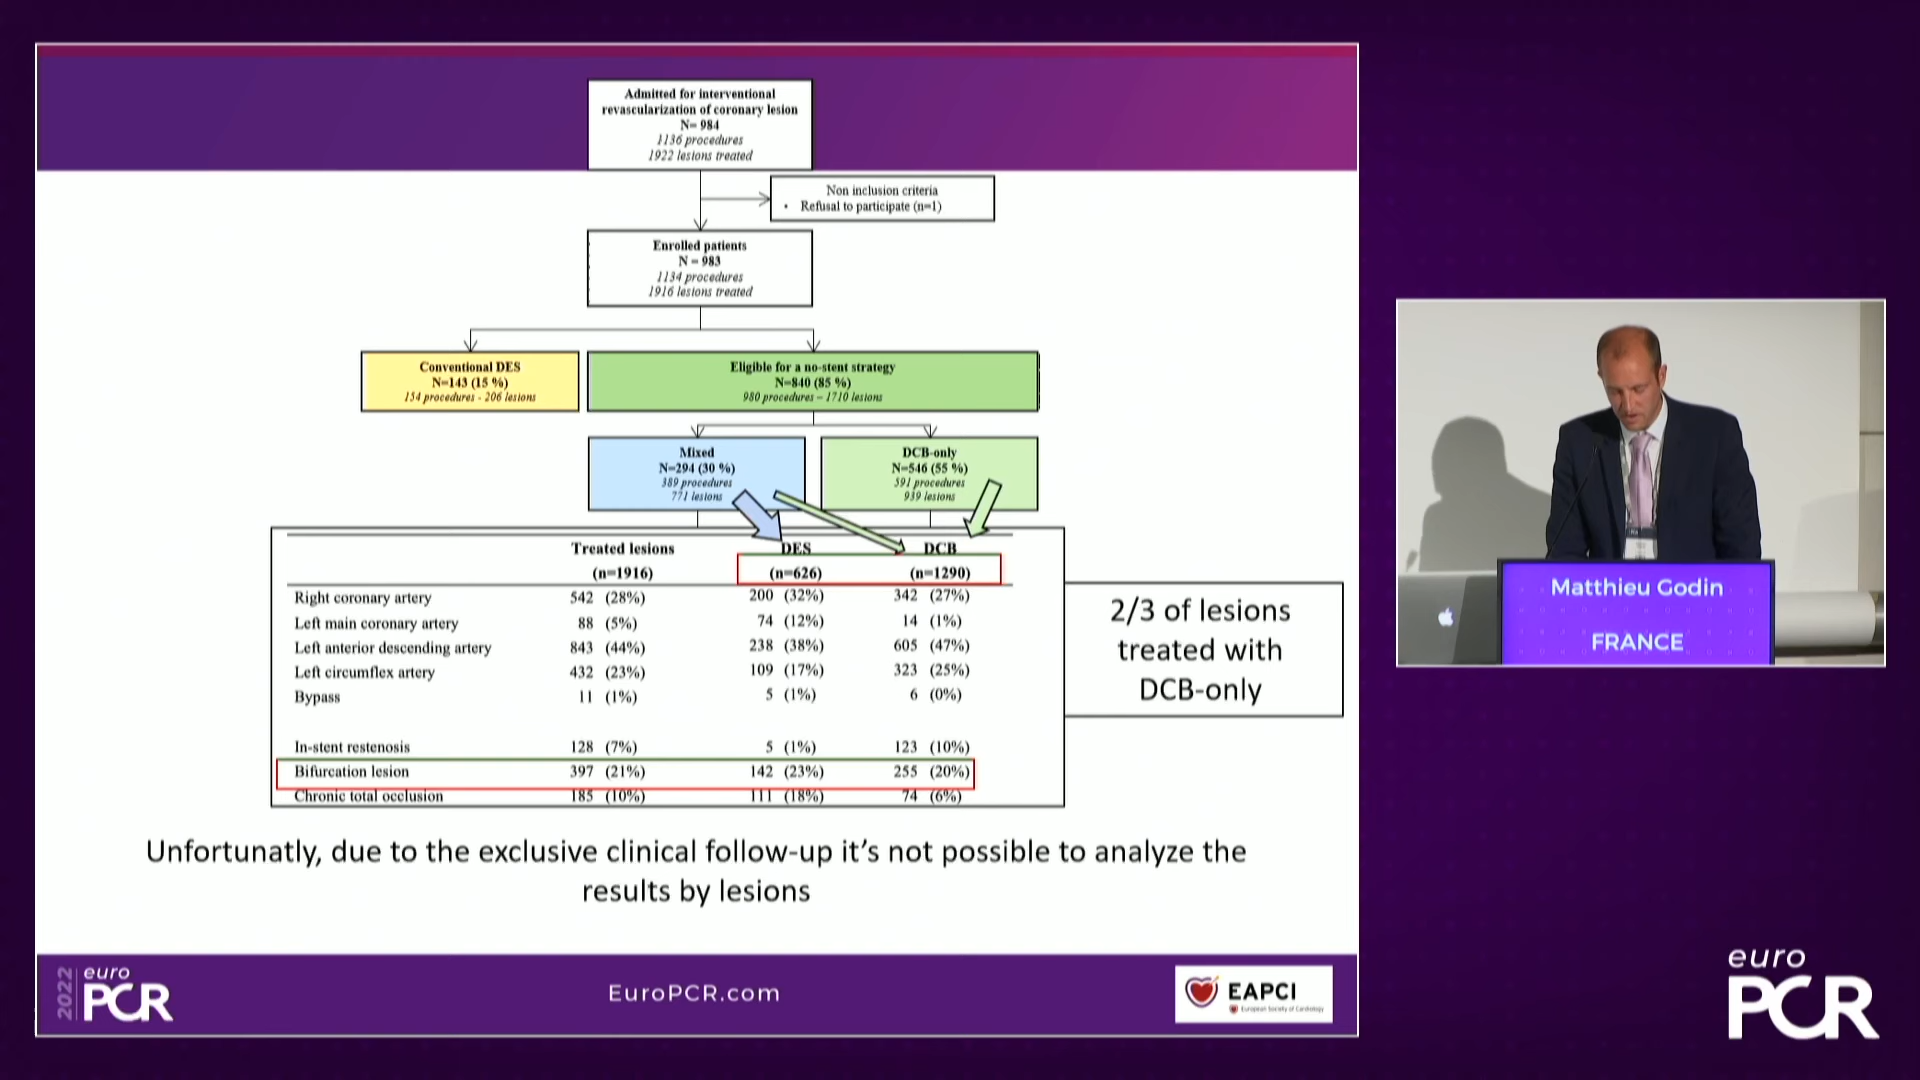 Admitted for interventional
revascularization of coronary lesion
N= 984
1136 procedures
1922 lesions treated
Non inclusion criteria
• Refusal to participate (n=1)
Enrolled patients
N = 983
1134 procedures
1916 lesions treated
Conventional DES
N=143 (15 %)
154 procedures - 206 lesions
Eligible for a no-stent strategy
N=840 (85 %)
980 procedures – 1710 lesions
Mixed
N=294 (30 %)
389 procedures
771 lesions
DCB-only
N=546 (55 %)
591 procedures
939 lesions
Treated lesions DES DCB
(n=1916) (n=626) (n=1290)
Right coronary artery 542 (28%) 200 (32%) 342 (27%)
Left main coronary artery 88 (5%) 74 (12%) 14 (1%)
Left anterior descending artery 843 (44%) 238 (38%) 605 (47%)
Left circumflex artery 432 (23%) 109 (17%) 323 (25%)
Bypass 11 (1%) 5 (1%) 6 (0%)
In-stent restenosis 128 (7%) 5 (1%) 123 (10%)
Bifurcation lesion 397 (21%) 142 (23%) 255 (20%)
Chronic total occlusion 185 (10%) 111 (18%) 74 (6%)
2/3 of lesions
treated with
DCB-only
Unfortunatly, due to the exclusive clinical follow-up it's not possible to analyze the
results by lesions
2022
euro
PCR
EuroPCR.com
EAPCI
European Society of Cardiology
Matthieu Godin
FRANCE
euro
PCR